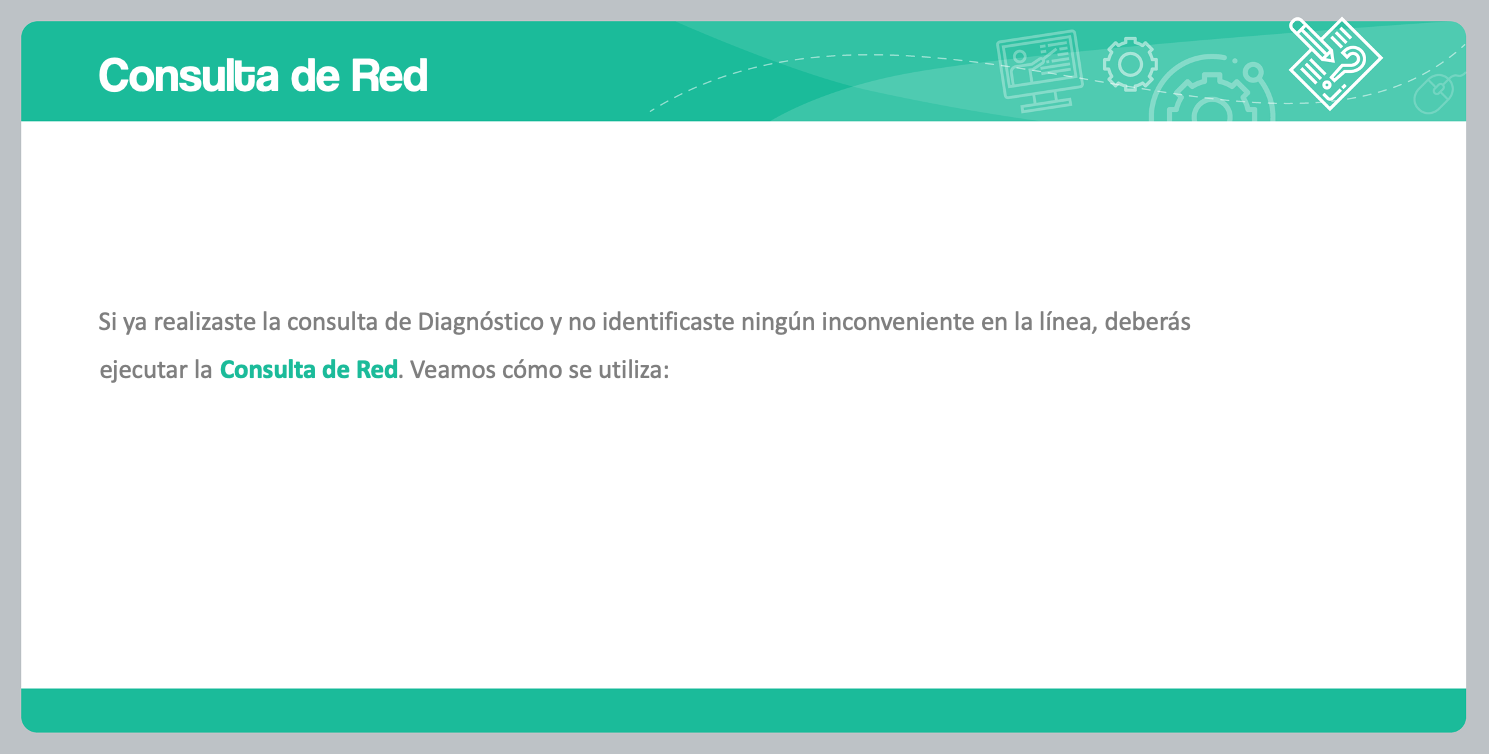 Consulta de Red
Si ya realizaste la consulta de Diagnóstico y no identificaste ningún inconveniente en la línea, deberás
ejecutar la Consulta de Red. Veamos cómo se utiliza: